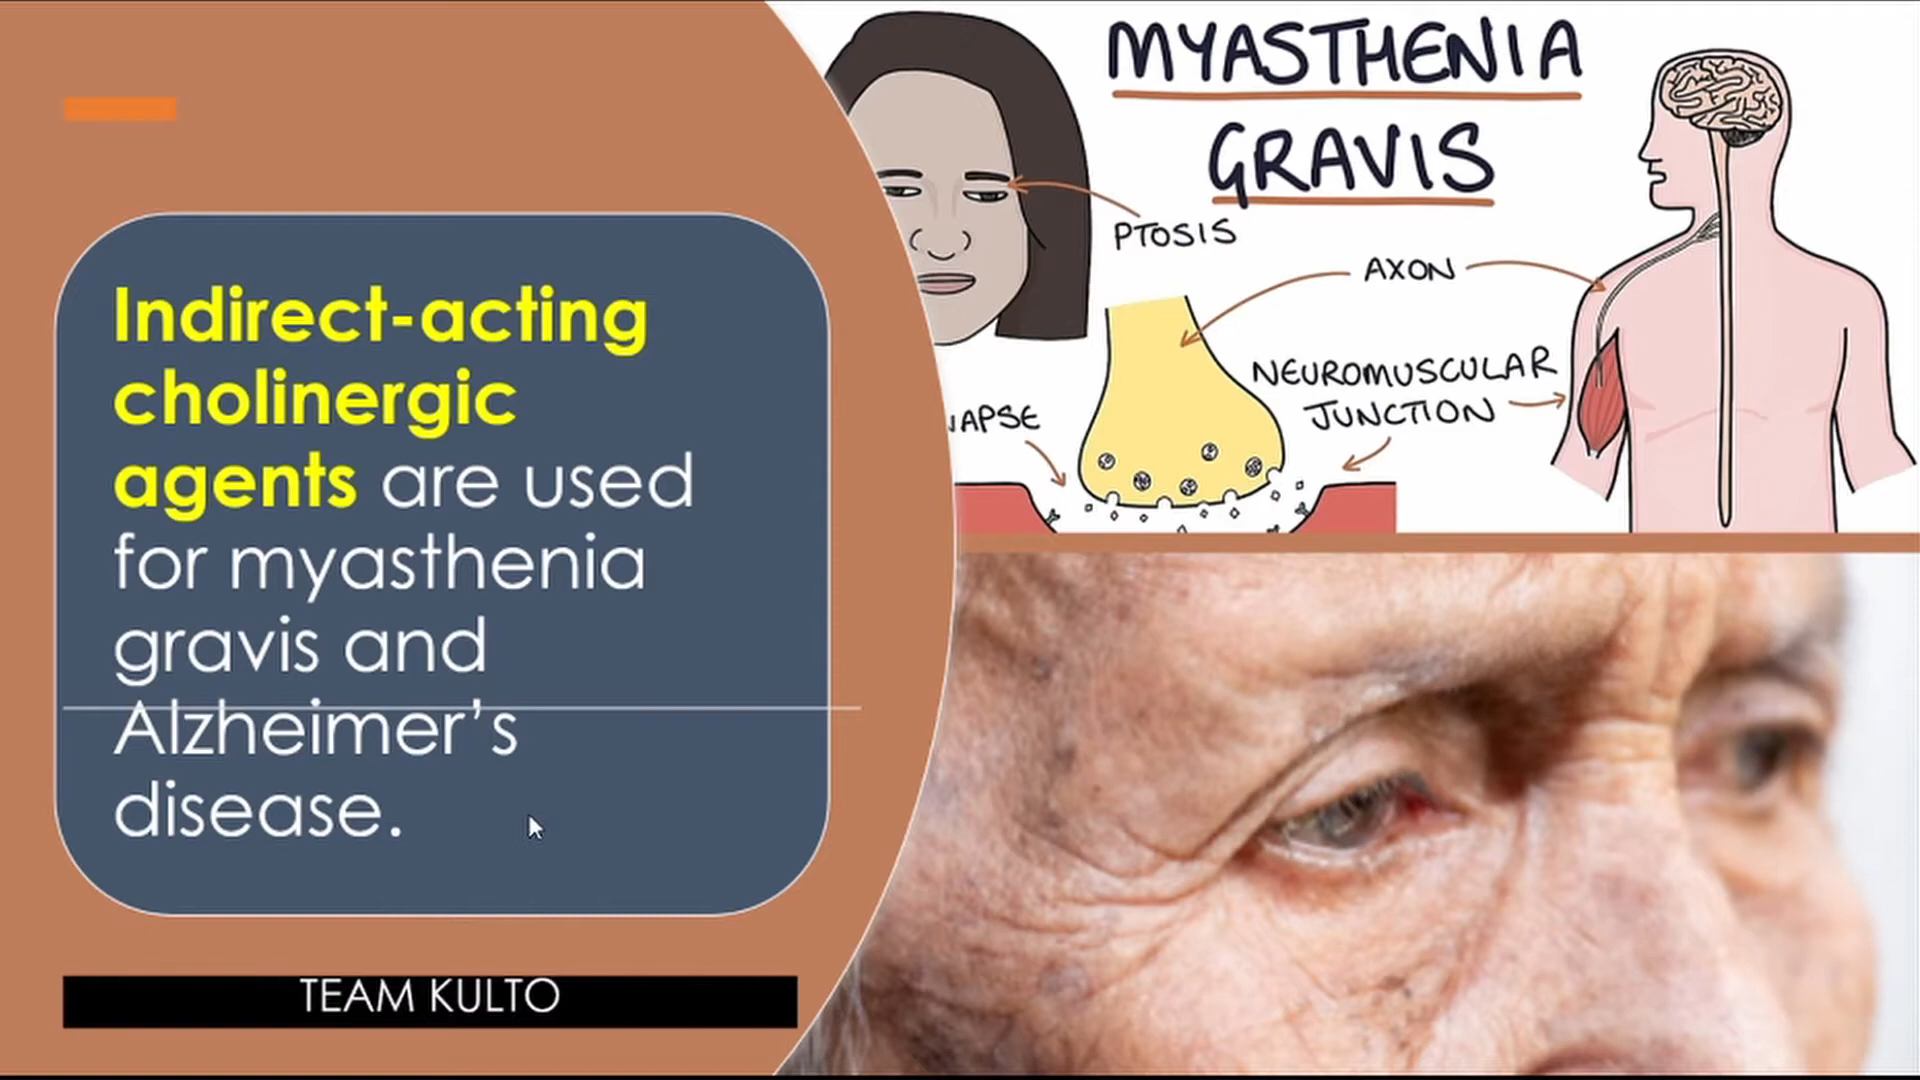 Indirect-acting
cholinergic
agents are used
for myasthenia
gravis and
Alzheimer's
disease.
TEAM KULTO
MYASTHENIA
GRAVIS
PTOSIS
AXON
NEUROMUSCULAR
JUNCTION
NAPSE